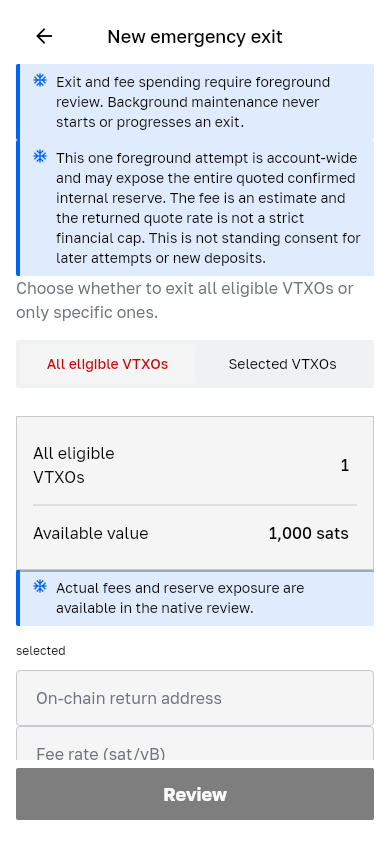 New emergency exit
Exit and fee spending require foreground
review. Background maintenance never
starts or progresses an exit.
This one foreground attempt is account-wide
and may expose the entire quoted confirmed
internal reserve. The fee is an estimate and
the returned quote rate is not a strict
financial cap. This is not standing consent for
later attempts or new deposits.
Choose whether to exit all eligible VTXOs or
only specific ones.
All eligible VTXOs
Selected VTXOs
All eligible
VTXOs
1
Available value
1,000 sats
Actual fees and reserve exposure are
available in the native review.
selected
On-chain return address
Fee rate (sat/vB)
Review